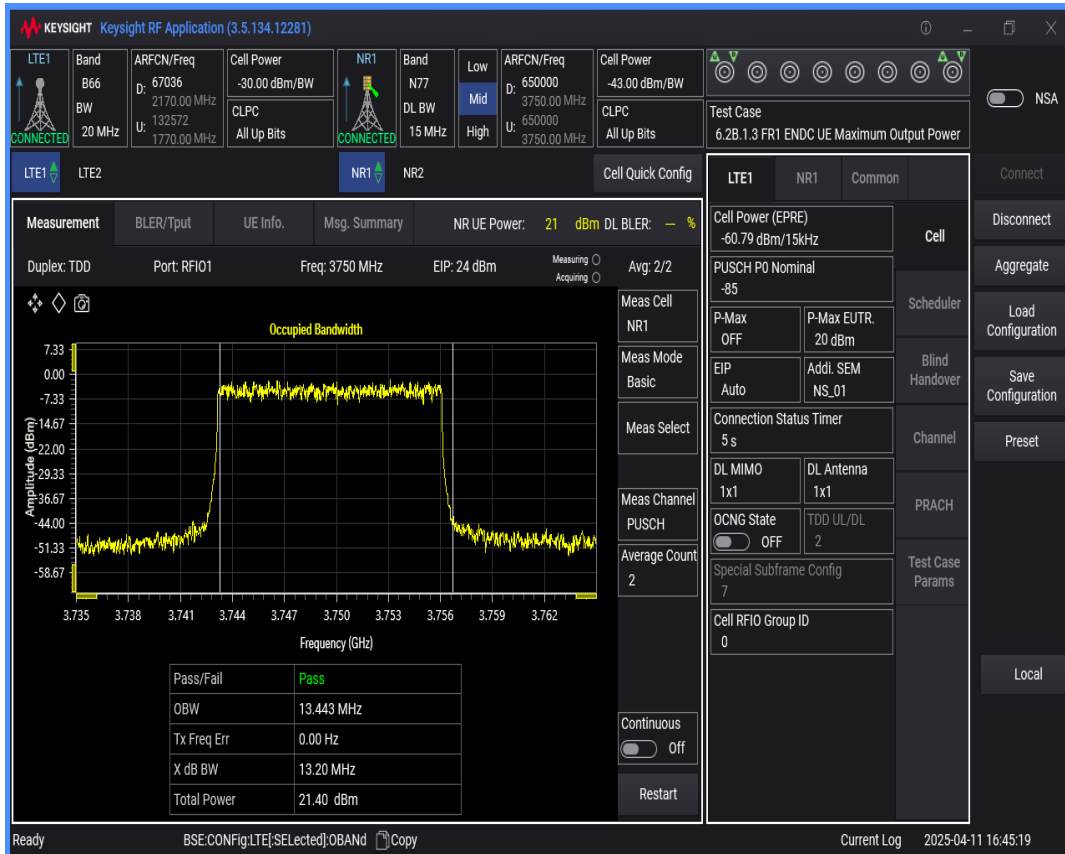 KEYSIGHT Keysight RF Application (3.5.134.12281)
LTE1 Band ARFCN/Freq Cell Power NR1 Band Low ARFCN/Freq Cell Power
B66 D: 67036 -30.00 dBm/BW N77 D: 650000 -43.00 dBm/BW
2170.00 MHz 3750.00 MHz
BW CLPC DL BW Mid CLPC Test Case
CONNECTED 20 MHz U: 132572 All Up Bits CONNECTED 15 MHz High U: 650000 All Up Bits 6.2B.1.3 FR1 ENDC UE Maximum Output Power
1770.00 MHz 3750.00 MHz
NSA
LTE1 LTE2 NR1 NR2 Cell Quick Config
LTE1 NR1 Common
Connect
Measurement BLER/Tput UE Info. Msg. Summary NR UE Power: 21 dBm DL BLER: — %
Duplex: TDD Port: RFIO1 Freq: 3750 MHz EIP: 24 dBm Measuring Acquiring Avg: 2/2
Occupied Bandwidth
7.33
0.00
-7.33
-14.67
-22.00
-29.33
-36.67
-44.00
-51.33
-58.67
Amplitude (dBm)
3.735 3.738 3.741 3.744 3.747 3.750 3.753 3.756 3.759 3.762
Frequency (GHz)
Pass/Fail Pass
OBW 13.443 MHz
Tx Freq Err 0.00 Hz
X dB BW 13.20 MHz
Total Power 21.40 dBm
Meas Cell
NR1
Meas Mode
Basic
Meas Select
Meas Channel
PUSCH
Average Count
2
Continuous
Off
Restart
Cell Power (EPRE)
-60.79 dBm/15kHz
PUSCH P0 Nominal
-85
P-Max P-Max EUTR.
OFF 20 dBm
EIP Addi. SEM
Auto NS_01
Connection Status Timer
5 s
DL MIMO DL Antenna
1x1 1x1
OCNG State TDD UL/DL
OFF 2
Special Subframe Config
7
Cell RFIO Group ID
0
Cell
Scheduler
Blind
Handover
Channel
PRACH
Test Case
Params
Disconnect
Aggregate
Load
Configuration
Save
Configuration
Preset
Local
Ready BSE:CONFig:LTE[:SELected]:OBANd Copy Current Log 2025-04-11 16:45:19